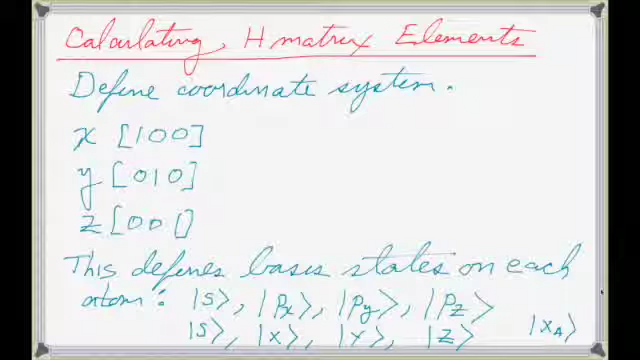 Calculating H matrix Elements
Define coordinate system.
x [100]
y [010]
z [001]
This defines basis states on each
atom: |s⟩, |px⟩, |py⟩, |pz⟩
|s⟩, |x⟩, |Y⟩, |Z⟩ |XA⟩